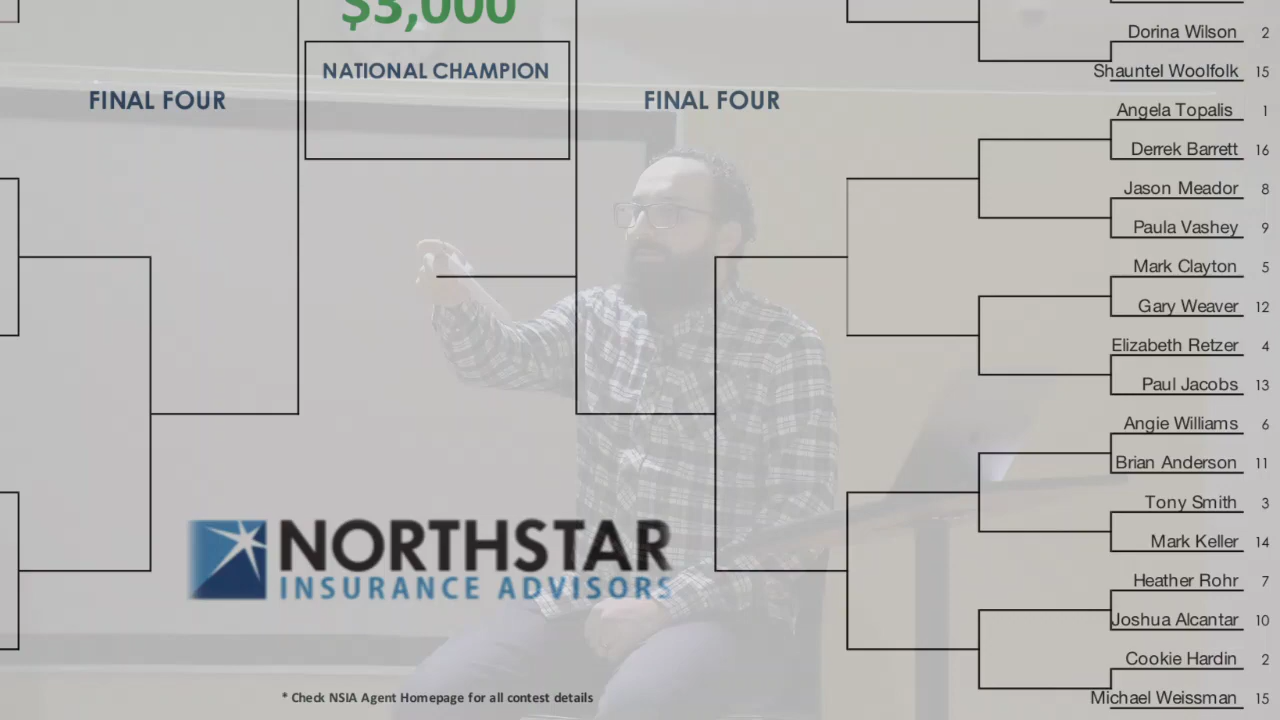 $3,000
NATIONAL CHAMPION
FINAL FOUR
FINAL FOUR
Dorina Wilson 2
Shauntel Woolfolk 15
Angela Topalis 1
Derrek Barrett 16
Jason Meador 8
Paula Vashey 9
Mark Clayton 5
Gary Weaver 12
Elizabeth Retzer 4
Paul Jacobs 13
Angie Williams 6
Brian Anderson 11
Tony Smith 3
Mark Keller 14
Heather Rohr 7
Joshua Alcantar 10
Cookie Hardin 2
Michael Weissman 15
NORTHSTAR
INSURANCE ADVISORS
* Check NSIA Agent Homepage for all contest details